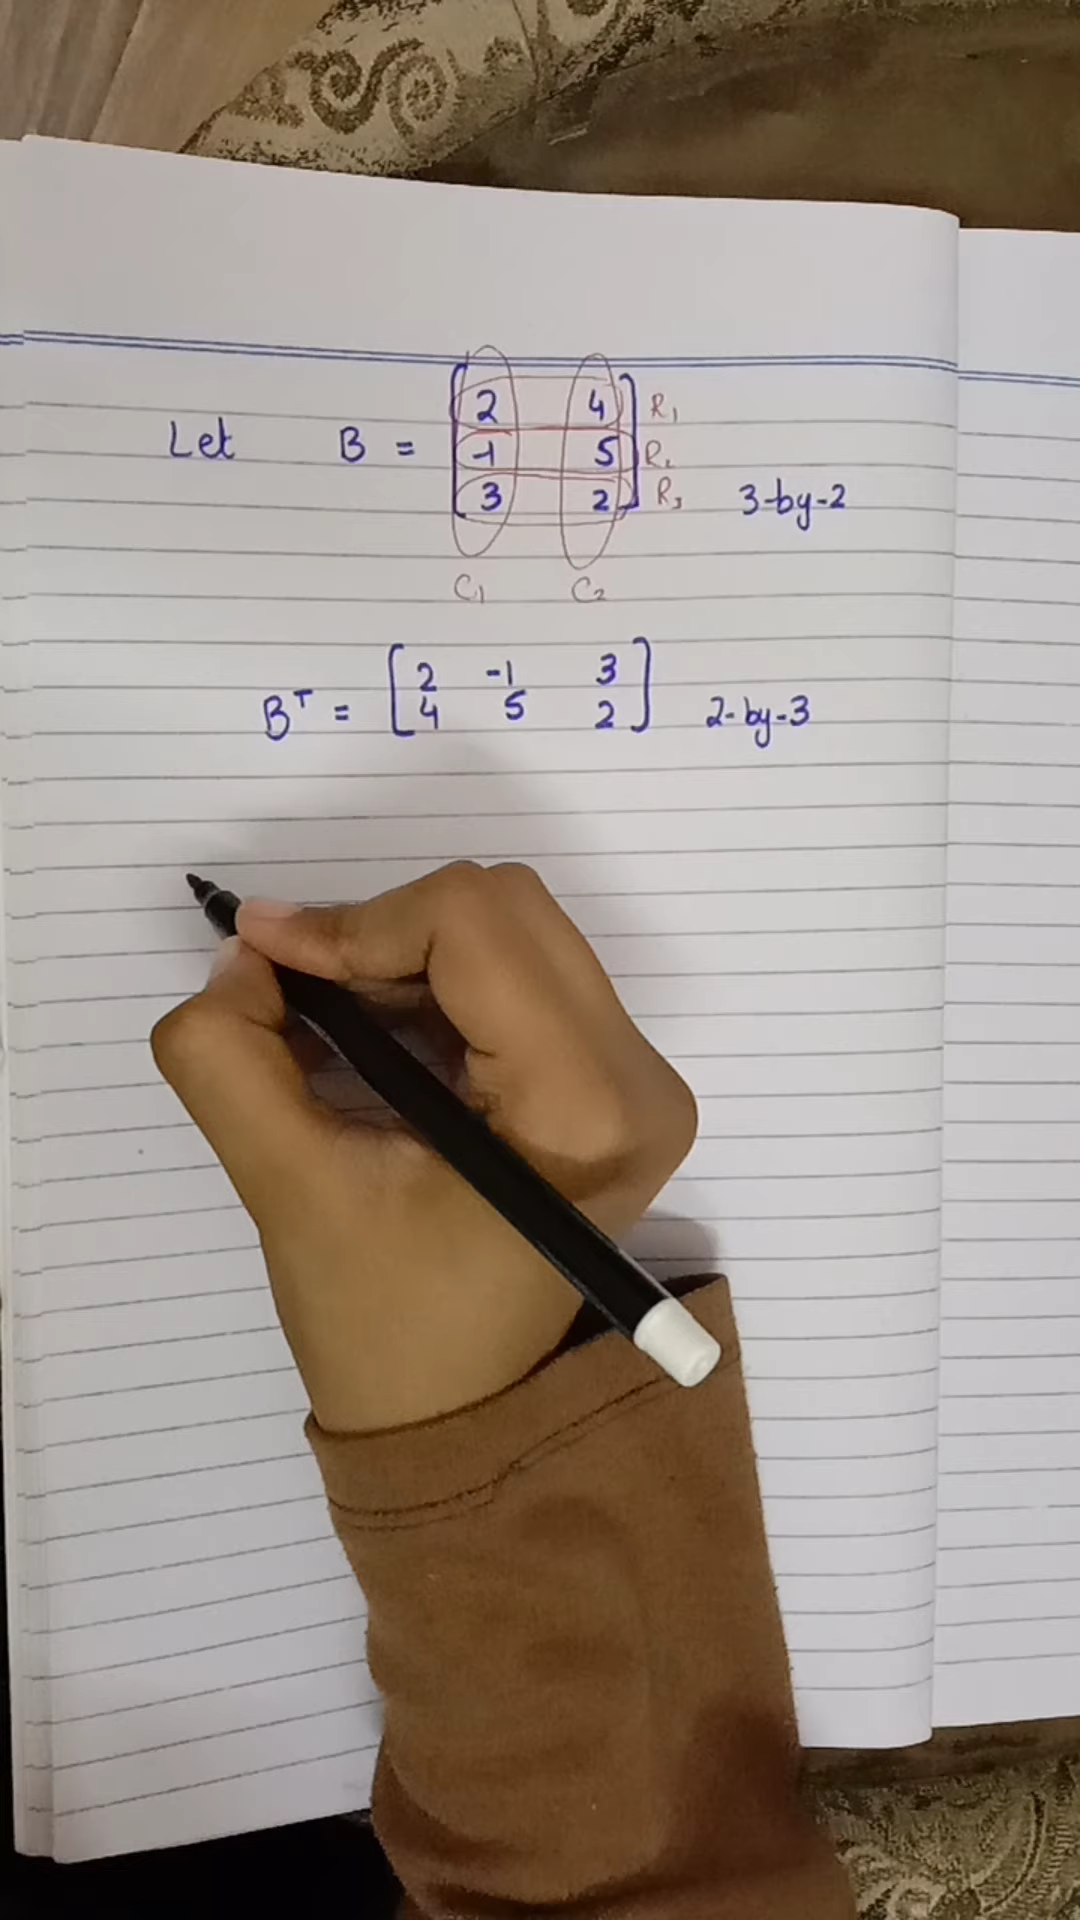 2 4 R₁
Let B = -1 5 R₂
3 2 R₃ 3-by-2
C₁ C₂
2 -1 3
Bᵀ = 4 5 2 2-by-3